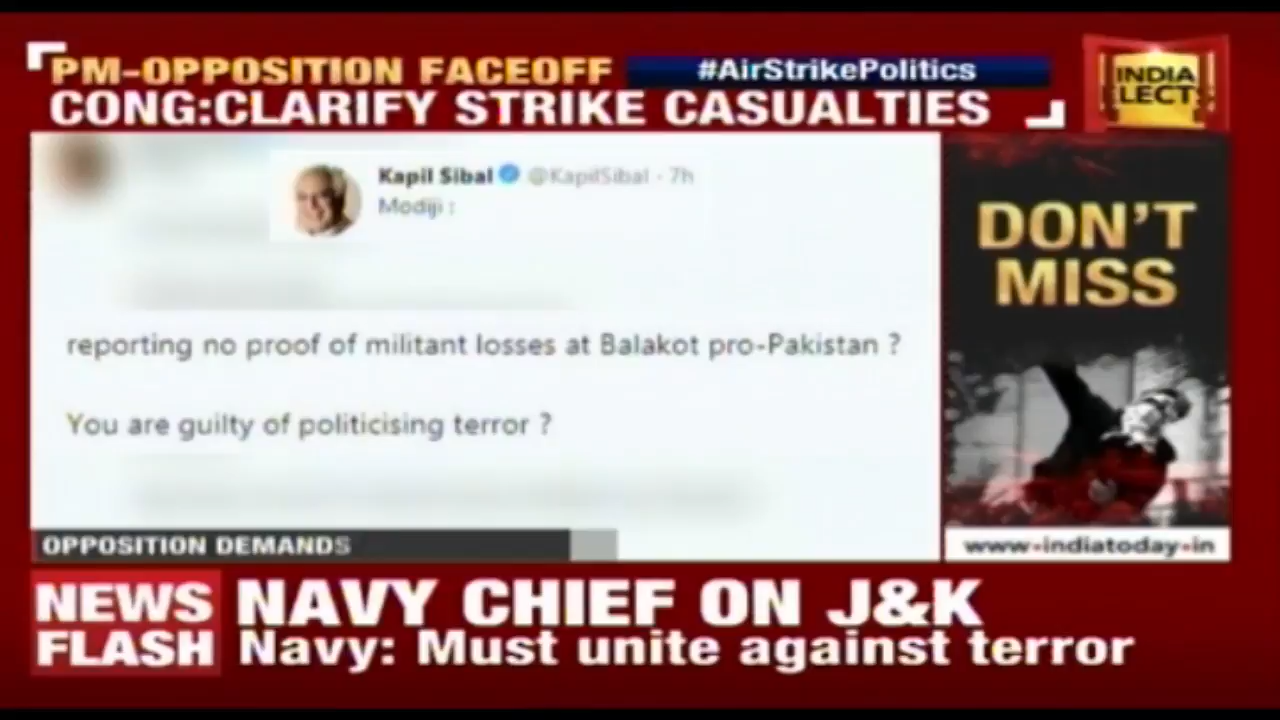 PM-OPPOSITION FACEOFF
#AirStrikePolitics
CONG:CLARIFY STRIKE CASUALTIES
INDIA
ELECT
Kapil Sibal @KapilSibal · 7h
Modiji :
reporting no proof of militant losses at Balakot pro-Pakistan ?
You are guilty of politicising terror ?
DON'T
MISS
www•indiatoday•in
OPPOSITION DEMANDS
NEWS
FLASH
NAVY CHIEF ON J&K
Navy: Must unite against terror